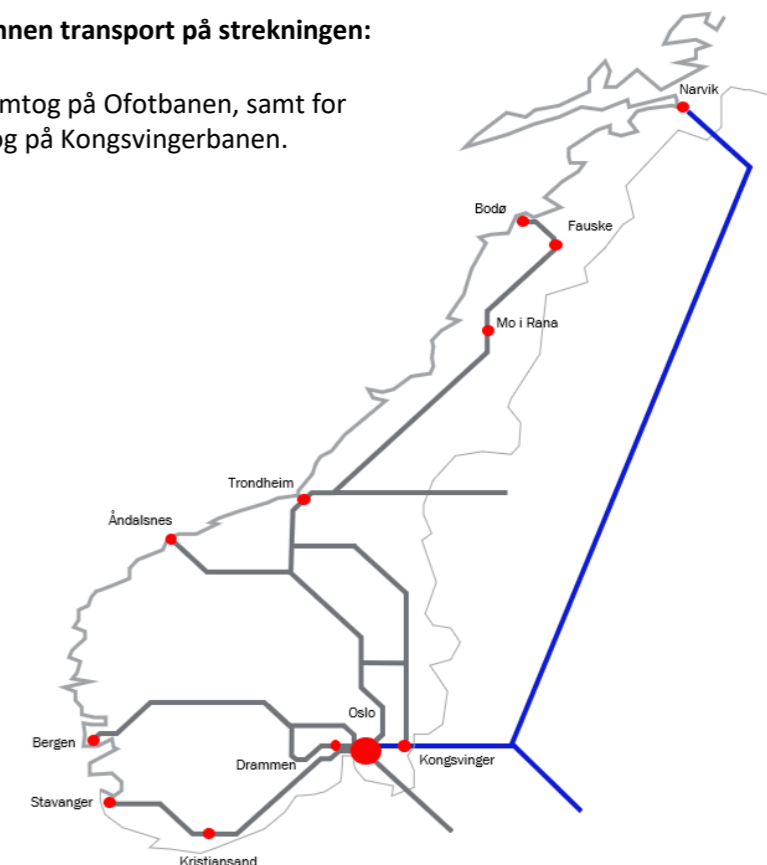 nnen transport på strekningen:
mtog på Ofotbanen, samt for
og på Kongsvingerbanen.
Narvik
Bodø
Fauske
Mo i Rana
Trondheim
Åndalsnes
Oslo
Bergen
Drammen
Kongsvinger
Stavanger
Kristiansand